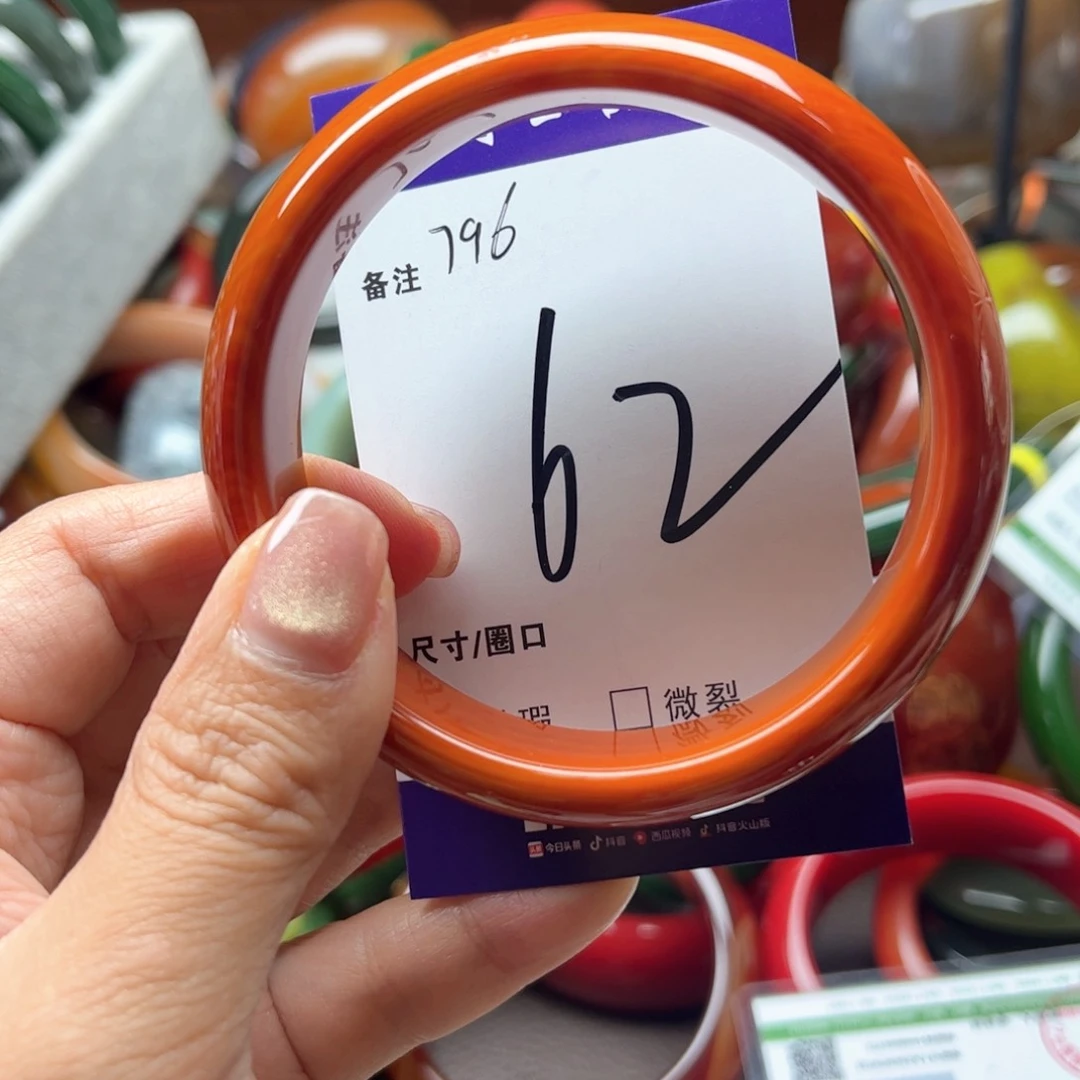 备注 796
62
尺寸/圈口
瑕
微裂
今日头条 抖音 西瓜视频 抖音火山版